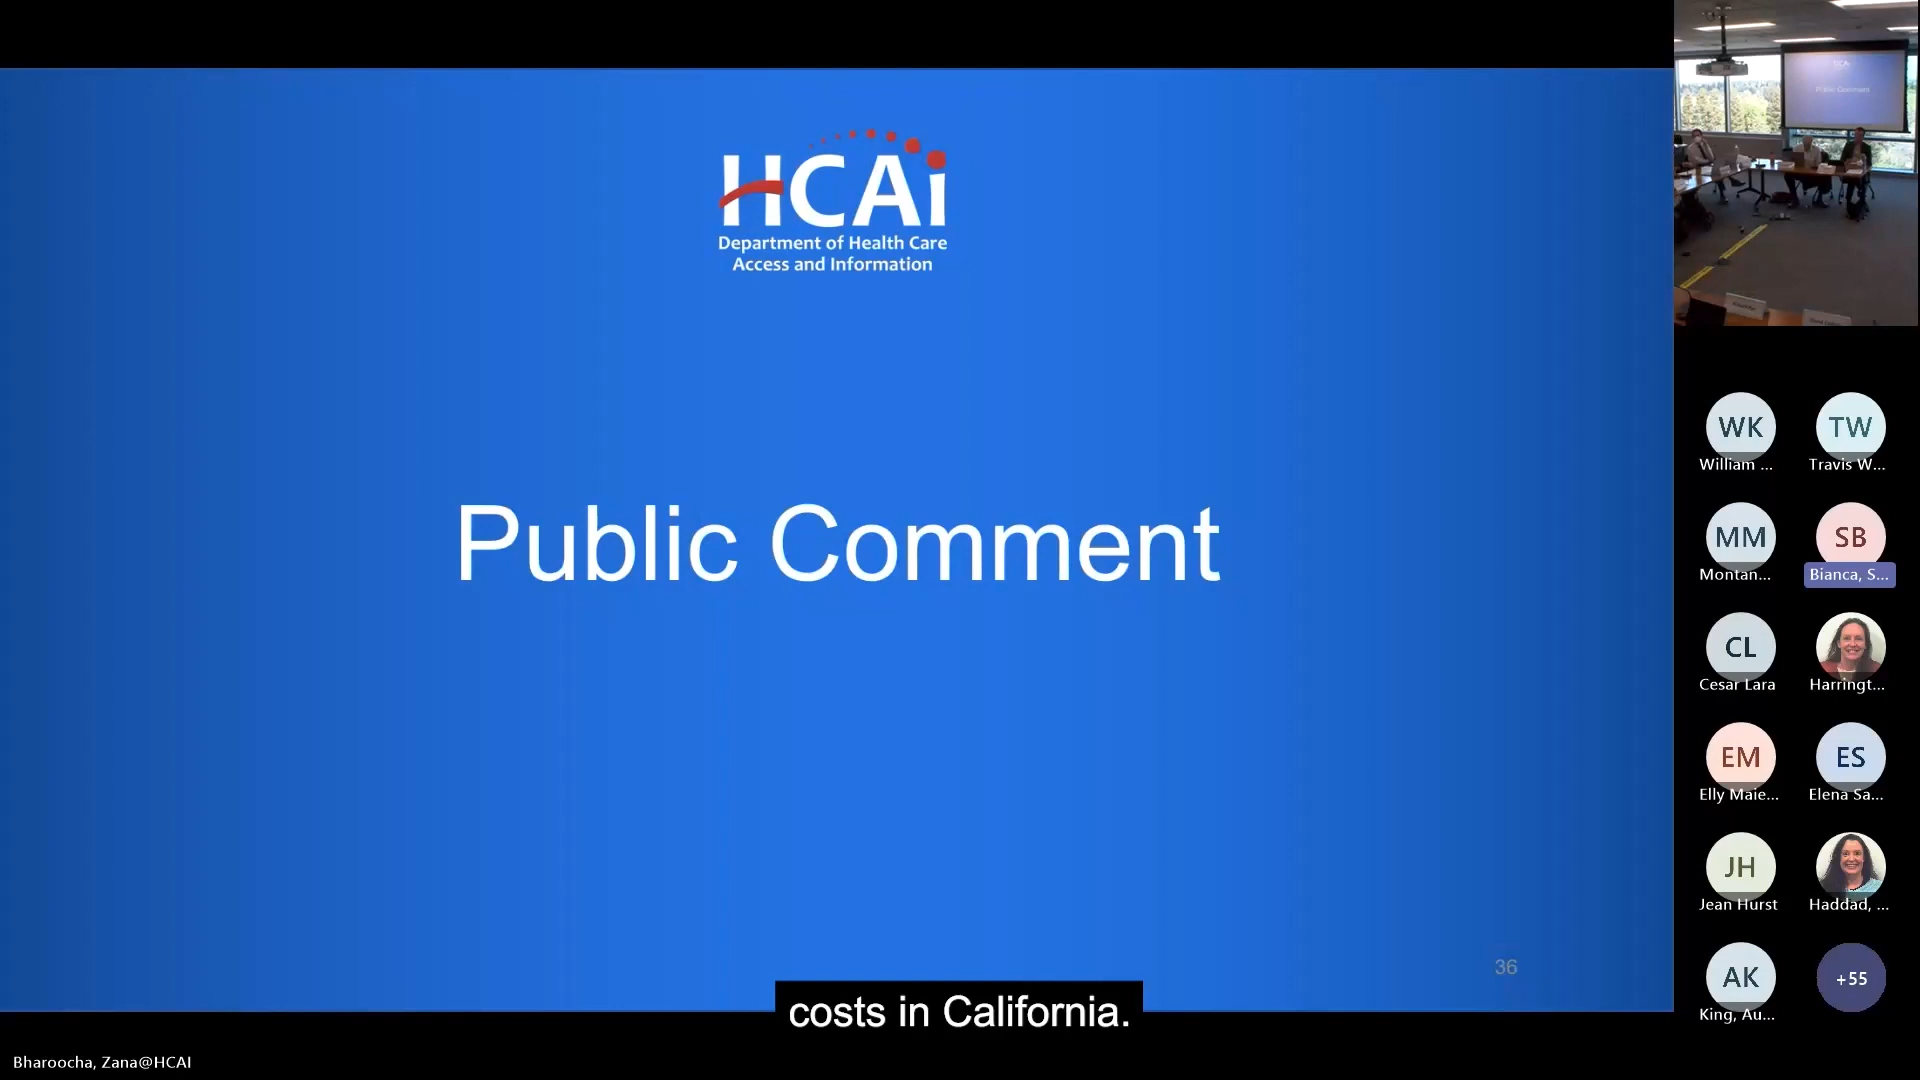 HCAi
Department of Health Care
Access and Information
Public Comment
36
costs in California.
Bharoocha, Zana@HCAI
Public Comment
WK
William ...
TW
Travis W...
MM
Montan...
SB
Bianca, S...
CL
Cesar Lara
Harringt...
EM
Elly Maie...
ES
Elena Sa...
JH
Jean Hurst
Haddad, ...
AK
King, Au...
+55